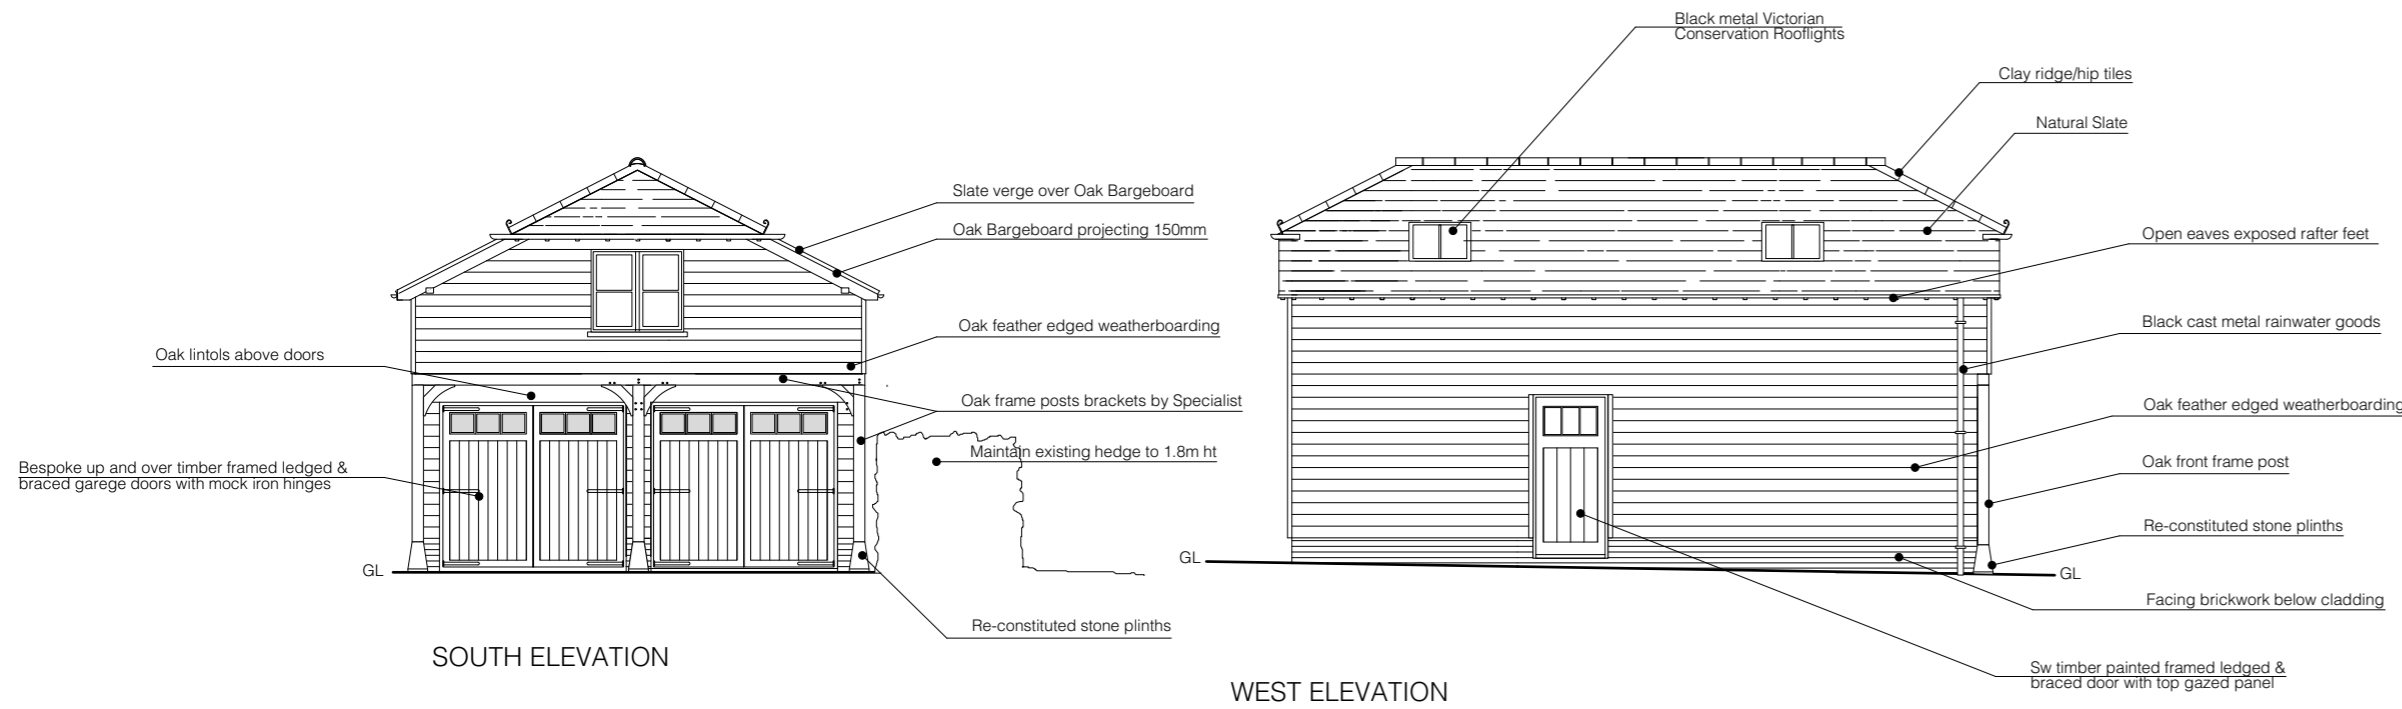 Black metal Victorian
Conservation Rooflights
Clay ridge/hip tiles
Natural Slate
Slate verge over Oak Bargeboard
Oak Bargeboard projecting 150mm
Open eaves exposed rafter feet
Oak feather edged weatherboarding
Black cast metal rainwater goods
Oak lintols above doors
Oak frame posts brackets by Specialist
Oak feather edged weatherboarding
Maintain existing hedge to 1.8m ht
Bespoke up and over timber framed ledged &
braced garege doors with mock iron hinges
Oak front frame post
Re-constituted stone plinths
GL
GL
GL
Facing brickwork below cladding
Re-constituted stone plinths
SOUTH ELEVATION
Sw timber painted framed ledged &
braced door with top gazed panel
WEST ELEVATION